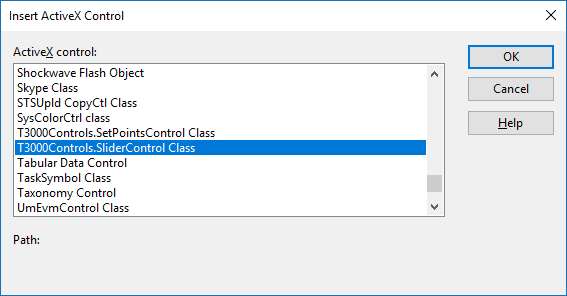 Insert ActiveX Control
ActiveX control:
Shockwave Flash Object
Skype Class
STSUpld CopyCtl Class
SysColorCtrl class
T3000Controls.SetPointsControl Class
T3000Controls.SliderControl Class
Tabular Data Control
TaskSymbol Class
Taxonomy Control
UmEvmControl Class
OK
Cancel
Help
Path: